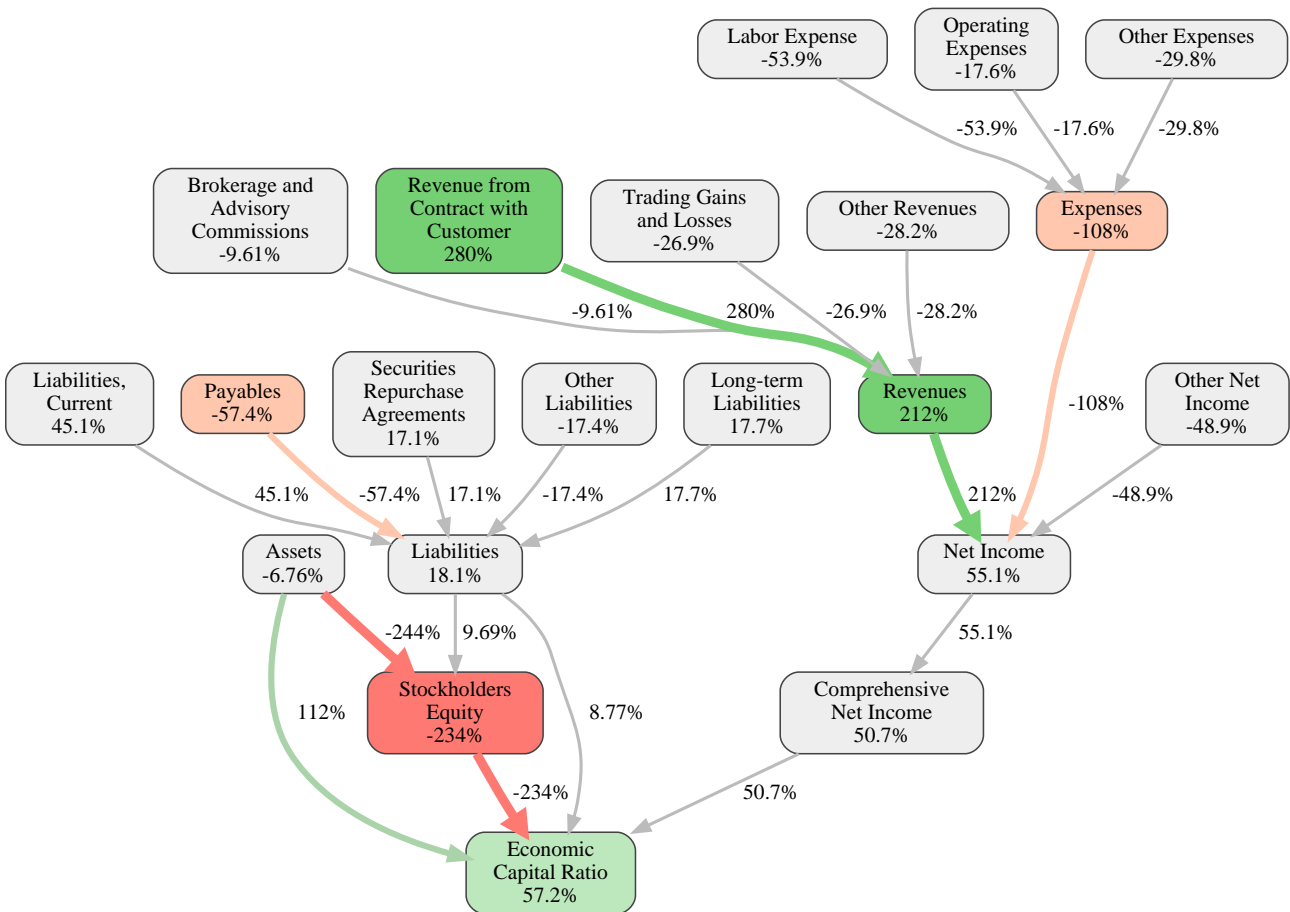 Labor Expense
-53.9%
Operating
Expenses
-17.6%
Other Expenses
-29.8%
-53.9%
-17.6%
-29.8%
Brokerage and
Advisory
Commissions
-9.61%
Revenue from
Contract with
Customer
280%
Trading Gains
and Losses
-26.9%
Other Revenues
-28.2%
Expenses
-108%
-9.61%
280%
-26.9%
-28.2%
Liabilities,
Current
45.1%
Payables
-57.4%
Securities
Repurchase
Agreements
17.1%
Other
Liabilities
-17.4%
Long-term
Liabilities
17.7%
Revenues
212%
-108%
Other Net
Income
-48.9%
45.1%
-57.4%
17.1%
-17.4%
17.7%
212%
-48.9%
Assets
-6.76%
Liabilities
18.1%
Net Income
55.1%
-244%
9.69%
55.1%
112%
Stockholders
Equity
-234%
8.77%
Comprehensive
Net Income
50.7%
-234%
50.7%
Economic
Capital Ratio
57.2%